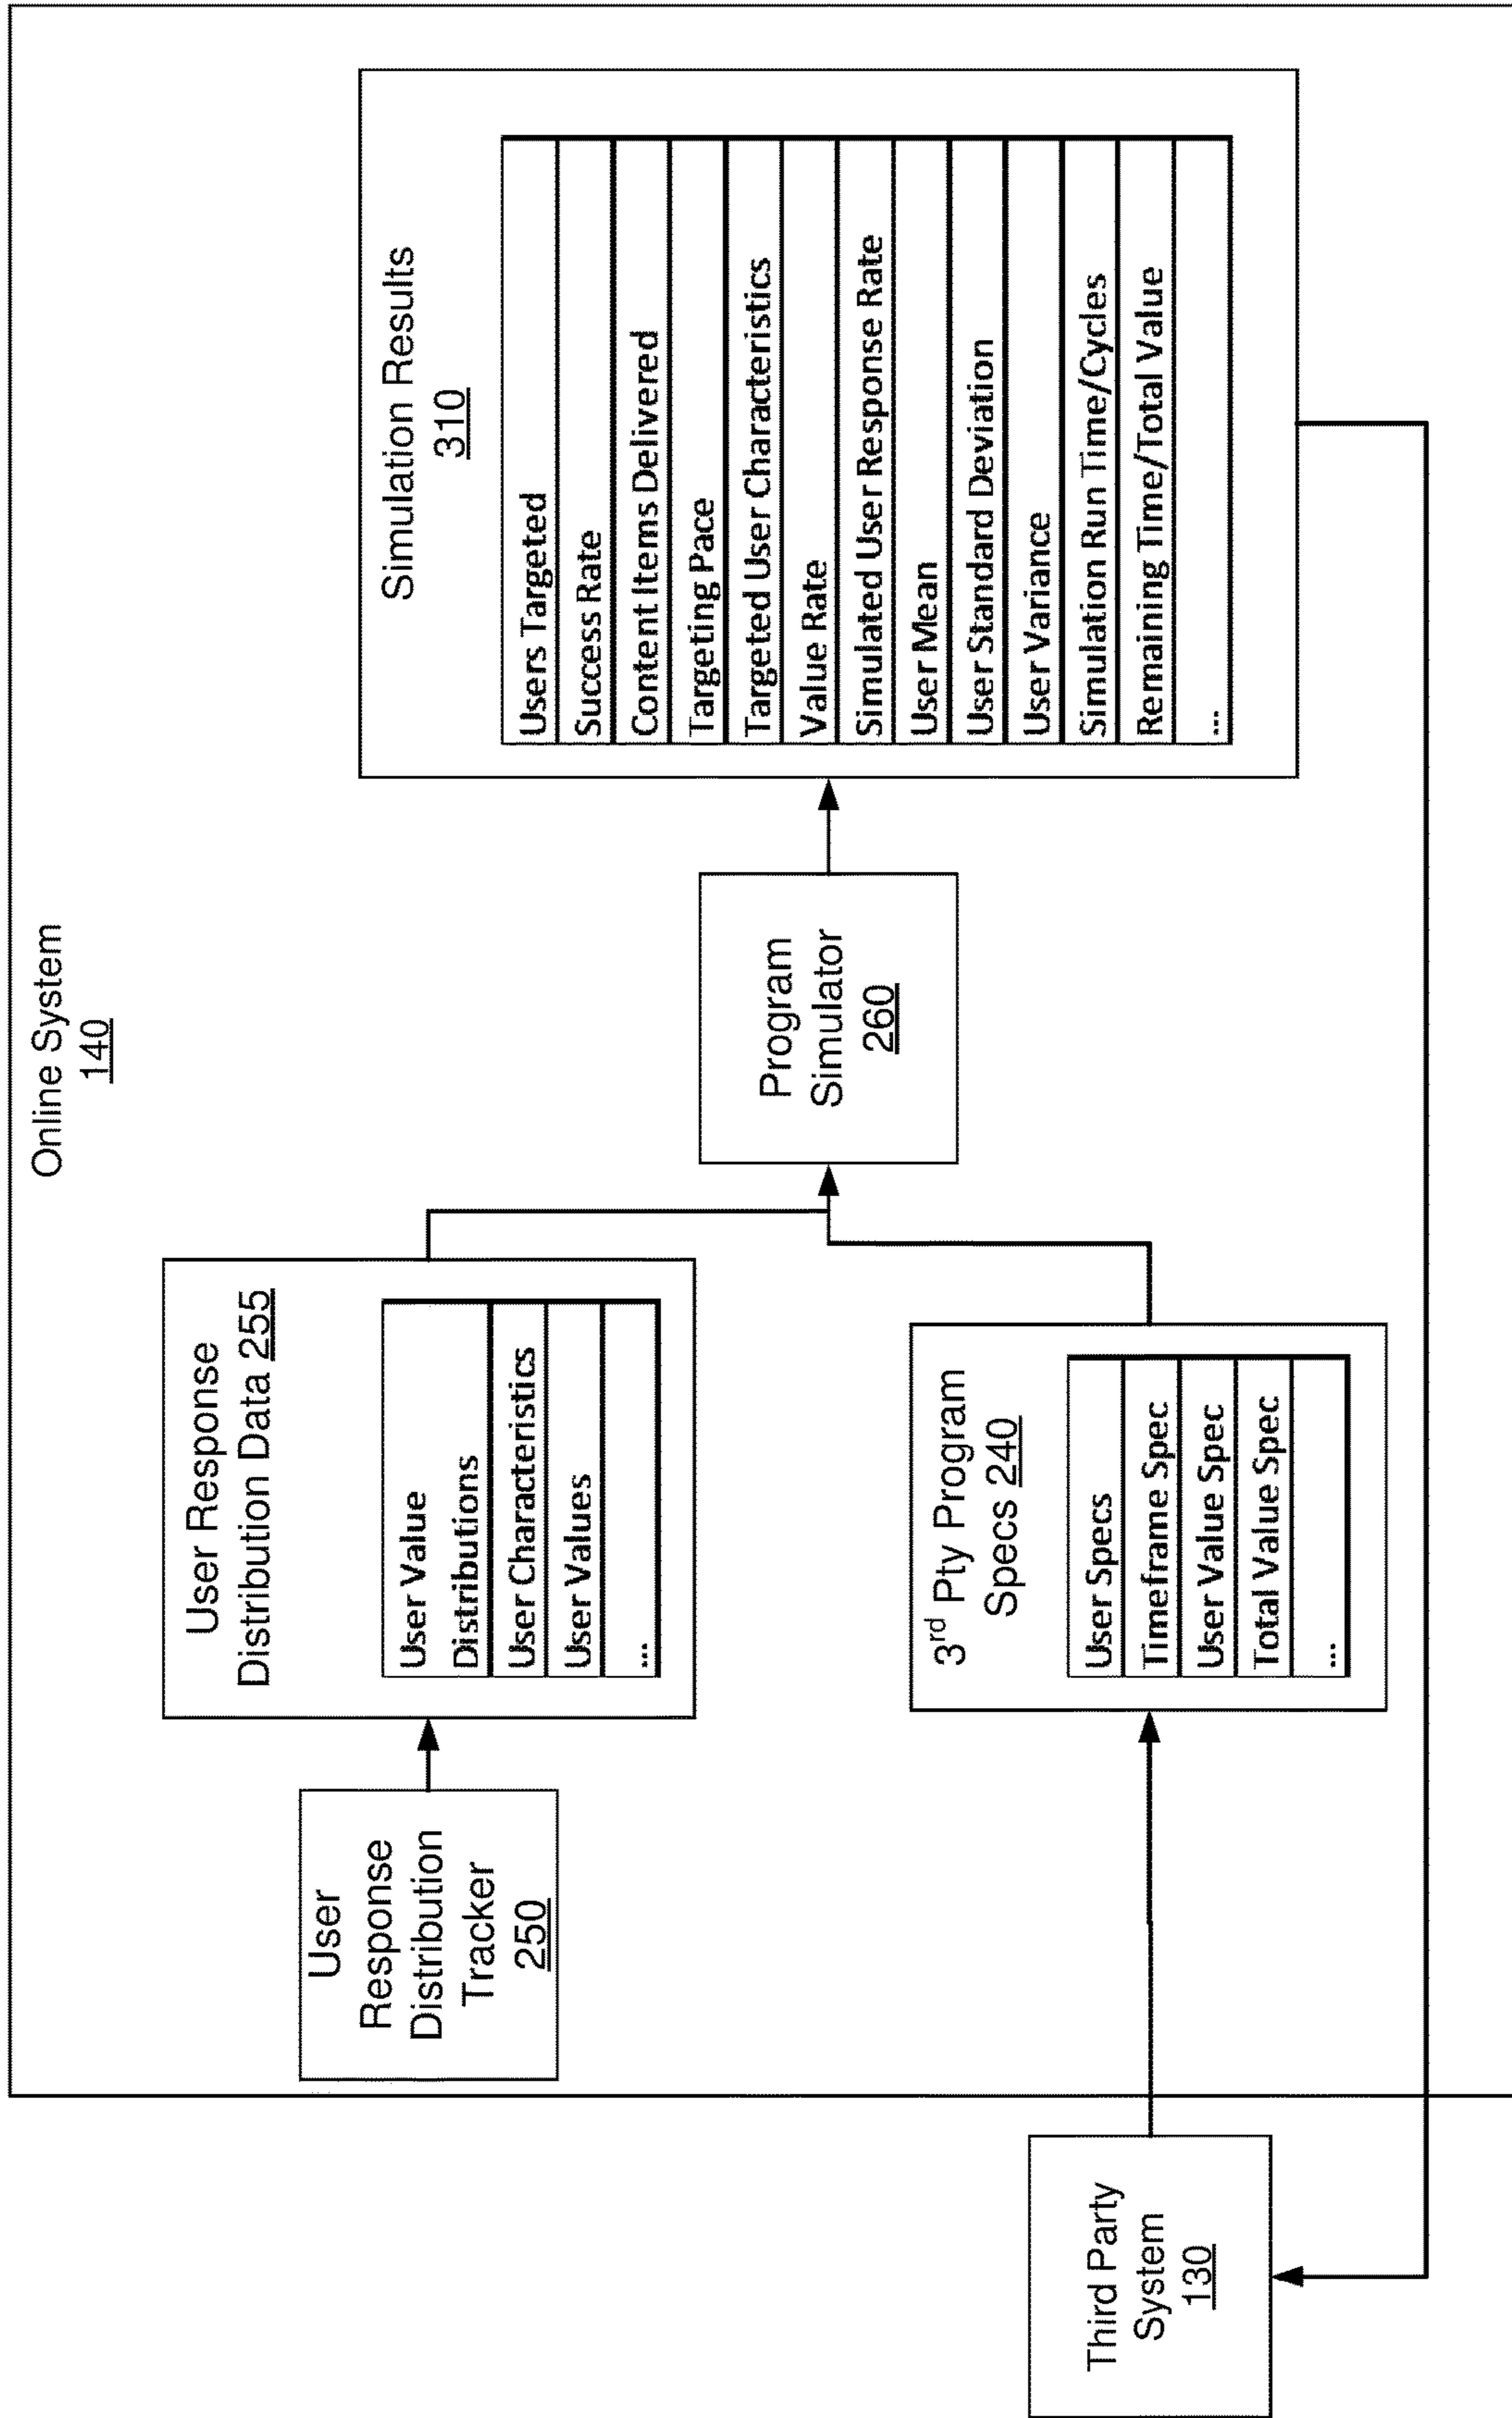 Online System
140
User
Response
Distribution
Tracker
250
User Response
Distribution Data 255
User Value
Distributions
User Characteristics
User Values
...
Third Party
System
130
3rd Pty Program
Specs 240
User Specs
Timeframe Spec
User Value Spec
Total Value Spec
...
Program
Simulator
260
Simulation Results
310
Users Targeted
Success Rate
Content Items Delivered
Targeting Pace
Targeted User Characteristics
Value Rate
Simulated User Response Rate
User Mean
User Standard Deviation
User Variance
Simulation Run Time/Cycles
Remaining Time/Total Value
...